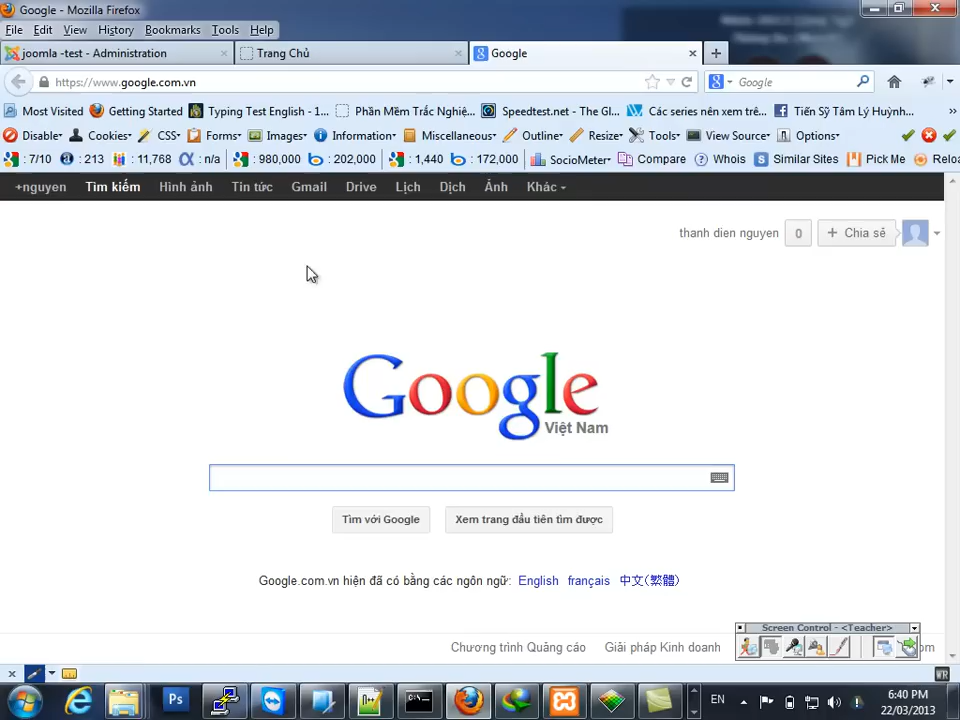 Google - Mozilla Firefox
File Edit View History Bookmarks Tools Help
joomla -test - Administration Trang Chủ Google
https://www.google.com.vn Google
Most Visited Getting Started Typing Test English - 1... Phần Mềm Trắc Nghiệ... Speedtest.net - The Gl... Các series nên xem trê... Tiến Sỹ Tâm Lý Huỳnh...
Disable Cookies CSS Forms Images Information Miscellaneous Outline Resize Tools View Source Options
: 7/10 : 213 : 11,768 : n/a : 980,000 : 202,000 : 1,440 : 172,000 SocioMeter Compare Whois Similar Sites Pick Me Reloa
+nguyen Tìm kiếm Hình ảnh Tin tức Gmail Drive Lịch Dịch Ảnh Khác
thanh dien nguyen 0 + Chia sẻ
Google
Việt Nam
Tìm với Google Xem trang đầu tiên tìm được
Google.com.vn hiện đã có bằng các ngôn ngữ: English français 中文(繁體)
Screen Control - <Teacher>
Chương trình Quảng cáo Giải pháp Kinh doanh om
WR
Ps C:\ EN 6:40 PM
22/03/2013